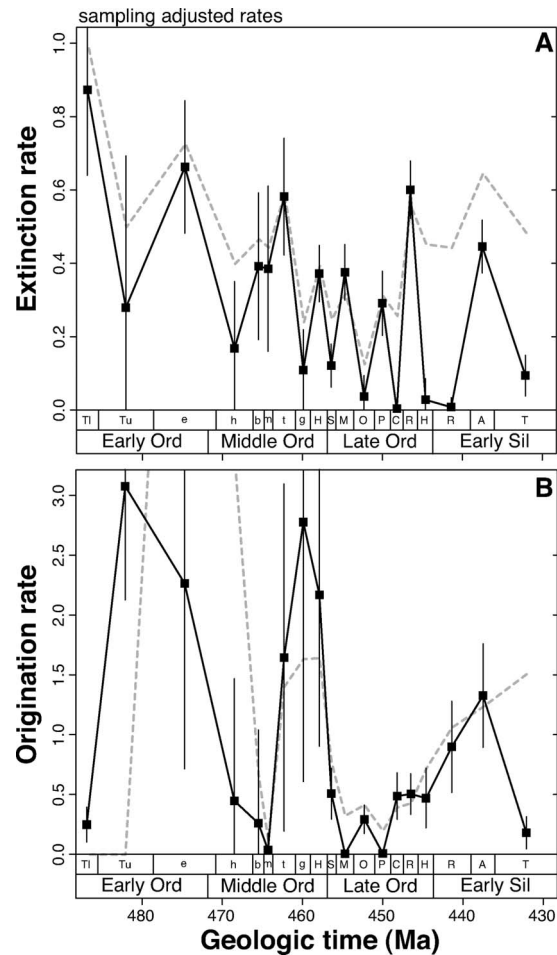 sampling adjusted rates
A
Extinction rate
1.0
0.8
0.6
0.4
0.2
0.0
Tl Tu e h b m t g H S M O P C R H R A T
Early Ord Middle Ord Late Ord Early Sil
B
Origination rate
3.0
2.5
2.0
1.5
1.0
0.5
0.0
Tl Tu e h b m t g H S M O P C R H R A T
Early Ord Middle Ord Late Ord Early Sil
480 470 460 450 440 430
Geologic time (Ma)